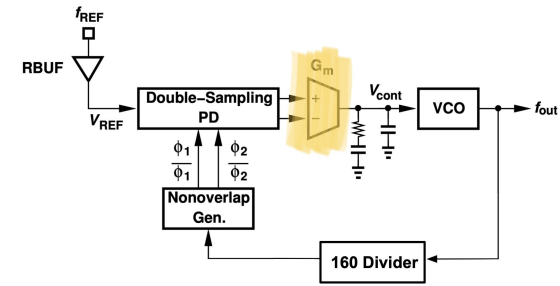 fREF
RBUF
VREF
Double–Sampling
PD
Gm
+
−
Vcont
VCO
fout
ϕ1
ϕ1
ϕ2
ϕ2
Nonoverlap
Gen.
160 Divider